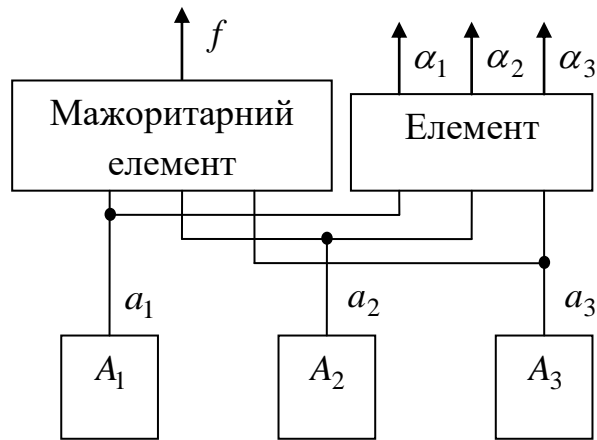 f
α1 α2 α3
Мажоритарний
елемент
Елемент
a1 a2 a3
A1 A2 A3